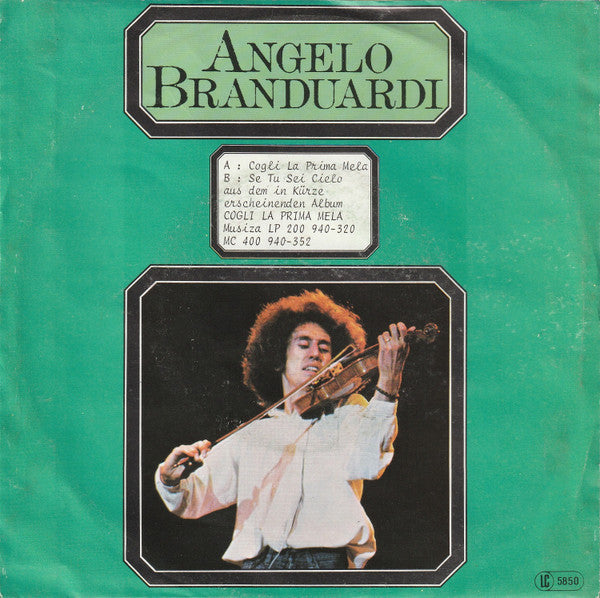 ANGELO
BRANDUARDI
A : Cogli La Prima Mela
B : Se Tu Sei Cielo
aus dem in Kürze
erscheinenden Album
COGLI LA PRIMA MELA
Musiza LP 200 940-320
MC 400 940-352
LC 5850